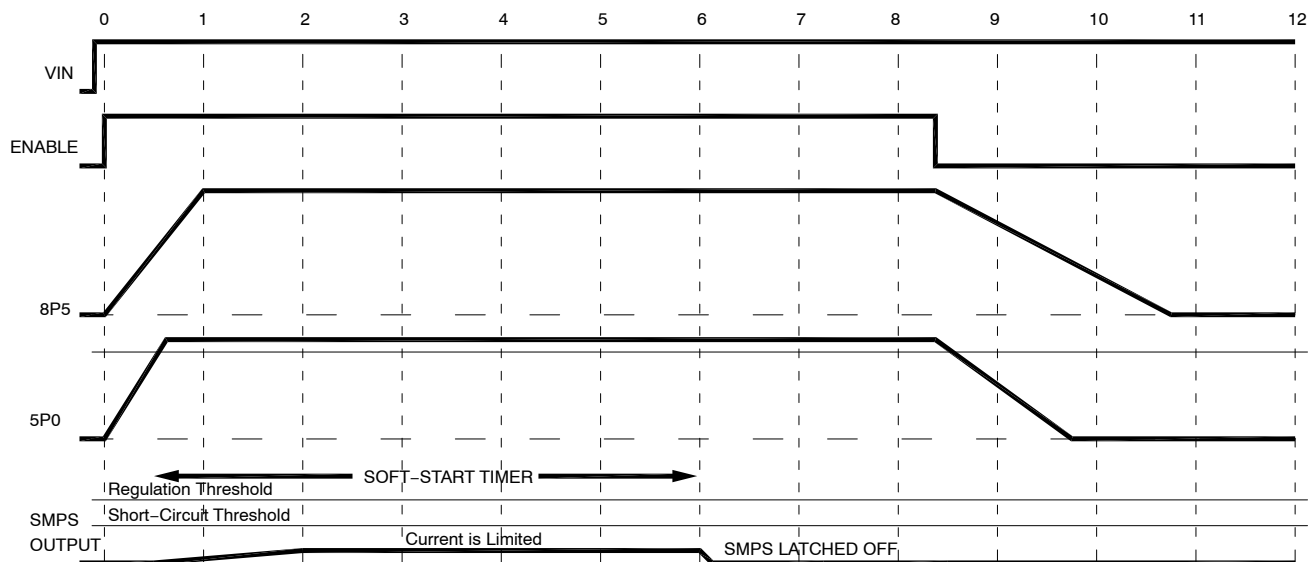 0 1 2 3 4 5 6 7 8 9 10 11 12
VIN
ENABLE
8P5
5P0
SOFT−START TIMER
Regulation Threshold
Short−Circuit Threshold
SMPS
OUTPUT
Current is Limited
SMPS LATCHED OFF